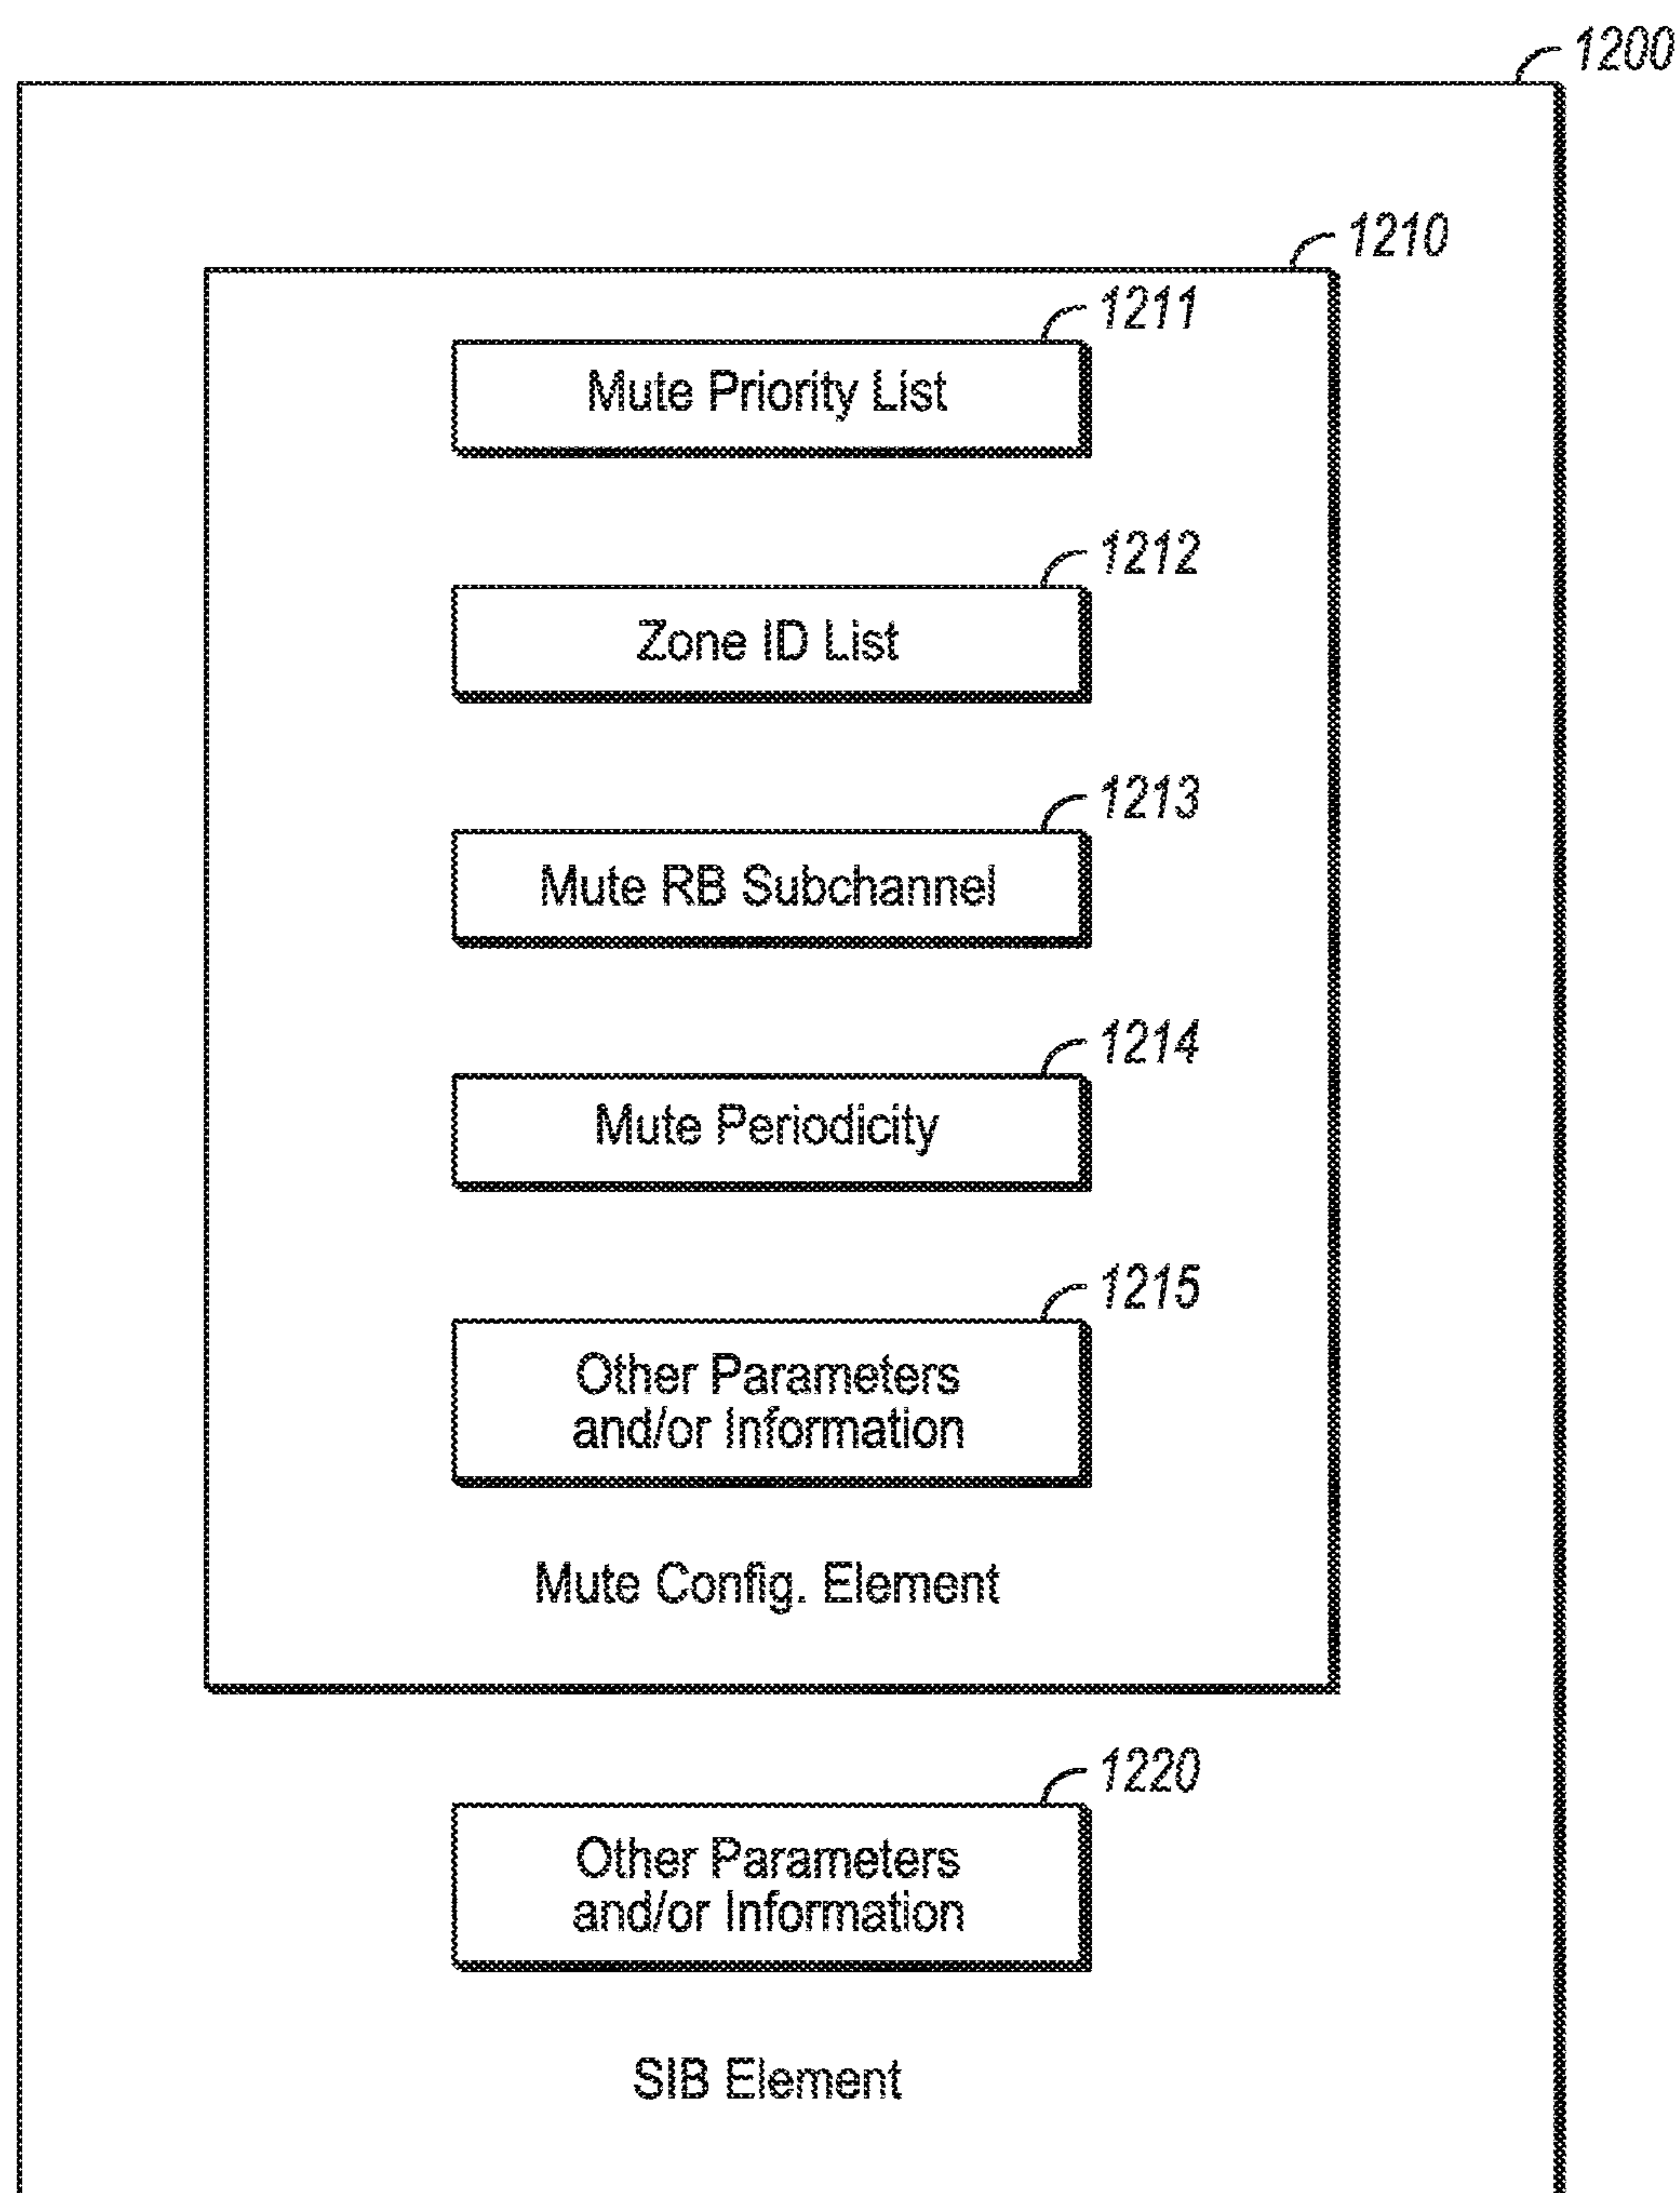 1200
1210
1211
Mute Priority List
1212
Zone ID List
1213
Mute RB Subchannel
1214
Mute Periodicity
1215
Other Parameters
and/or Information
Mute Config. Element
1220
Other Parameters
and/or Information
SIB Element